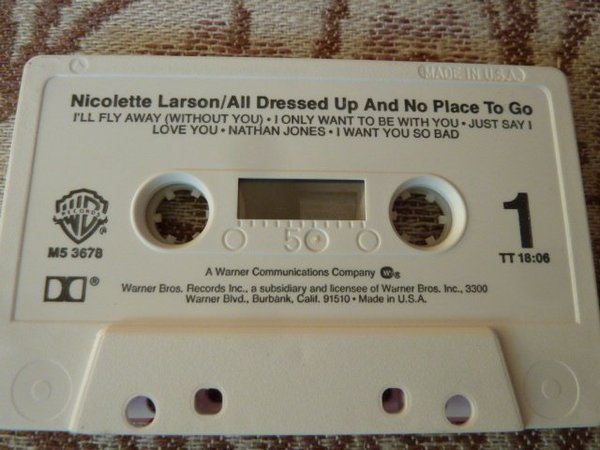 MADE IN U.S.A.
Nicolette Larson/All Dressed Up And No Place To Go
I'LL FLY AWAY (WITHOUT YOU) • I ONLY WANT TO BE WITH YOU • JUST SAY I
LOVE YOU • NATHAN JONES • I WANT YOU SO BAD
WB
RECORDS
®
M5 3678
50
1
TT 18:06
®
A Warner Communications Company
Warner Bros. Records Inc., a subsidiary and licensee of Warner Bros. Inc., 3300
Warner Blvd., Burbank, Calif. 91510 • Made in U.S.A.